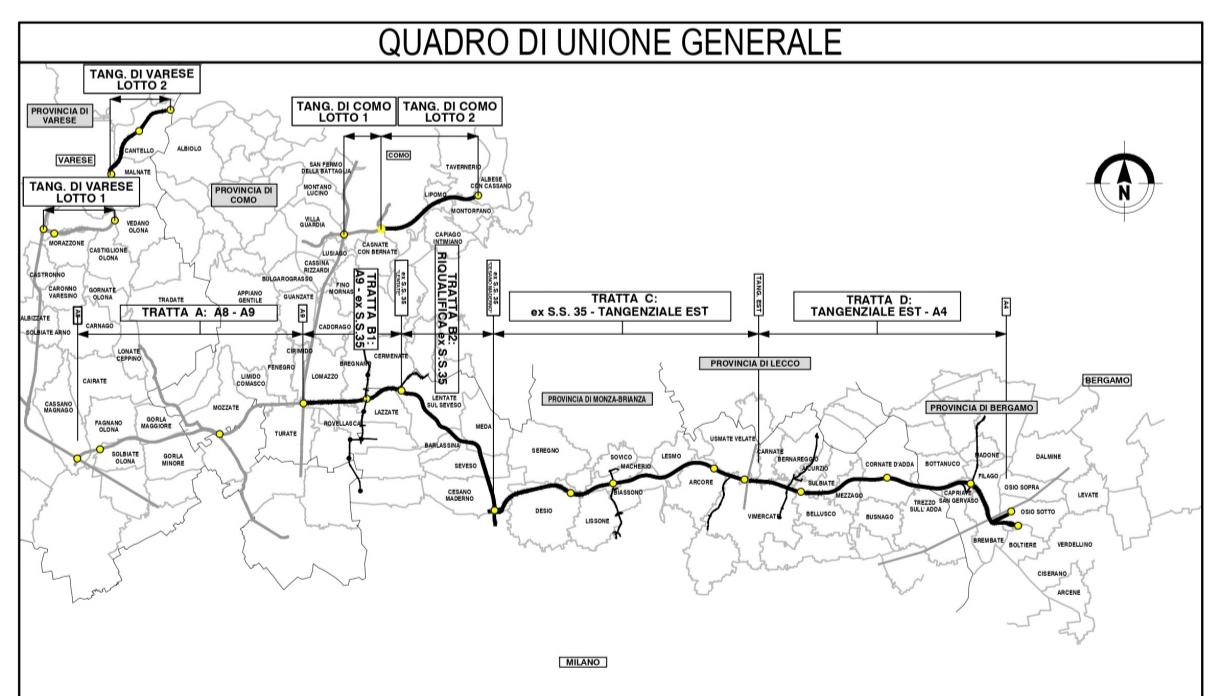 QUADRO DI UNIONE GENERALE
TANG. DI VARESE
LOTTO 2
PROVINCIA DI
VARESE
CANTELLO
ALBIOLO
VARESE
MALNATE
TANG. DI VARESE
LOTTO 1
PROVINCIA DI
COMO
VEDANO
OLONA
MORAZZONE
CASTIGLIONE
OLONA
TANG. DI COMO
LOTTO 1
TANG. DI COMO
LOTTO 2
COMO
SAN FERMO
DELLA BATTAGLIA
MONTANO
LUCINO
TAVERNERIO
ALBESE
CON CASSANO
LIPOMO
MONTORFANO
VILLA
GUARDIA
LUSIAGO
CASNATE
CON BERNATE
CAPIAGO
INTIMIANO
N
CASTRONNO
CARONNO
VARESINO
GORNATE
OLONA
ALBIZZATE
SOLBIATE ARNO
CARNAGO
TRADATE
APPIANO
GENTILE
BULGAROGRASSO
CASSINA
RIZZARDI
GUANZATE
FINO
MORNAS
CADORAGO
A8
TRATTA A: A8 - A9
A9
TRATTA B1:
A9 - ex S.S.35
ex S.S. 35
TRATTA B2:
RIQUALIFICA ex S.S.35
ex S.S. 35
TRATTA C:
ex S.S. 35 - TANGENZIALE EST
TANG. EST
TRATTA D:
TANGENZIALE EST - A4
A4
LONATE
CEPPINO
CIRIMIDO
FENEGRO
LIMIDO
COMASCO
LOMAZZO
BREGNANO
CERMENATE
PROVINCIA DI LECCO
BERGAMO
PROVINCIA DI MONZA-BRIANZA
PROVINCIA DI BERGAMO
CAIRATE
CASSANO
MAGNAGO
FAGNANO
OLONA
GORLA
MAGGIORE
MOZZATE
SOLBIATE
OLONA
GORLA
MINORE
TURATE
ROVELLASCA
LAZZATE
LENTATE
SUL SEVESO
MEDA
BARLASSINA
SEVESO
CESANO
MADERNO
SEREGNO
DESIO
LISSONE
SOVICO
MACHERIO
BIASSONO
LESMO
ARCORE
USMATE VELATE
CARNATE
BERNAREGGIO
VIMERCATE
SULBIATE
BELLUSCO
MEZZAGO
CORNATE D'ADDA
BUSNAGO
TREZZO
SULL' ADDA
BOTTANUCO
CAPRIATE
SAN GERVASO
MADONE
FILAGO
DALMINE
OSIO SOPRA
LEVATE
OSIO SOTTO
BREMBATE
BOLTIERE
VERDELLINO
CISERANO
ARCENE
MILANO